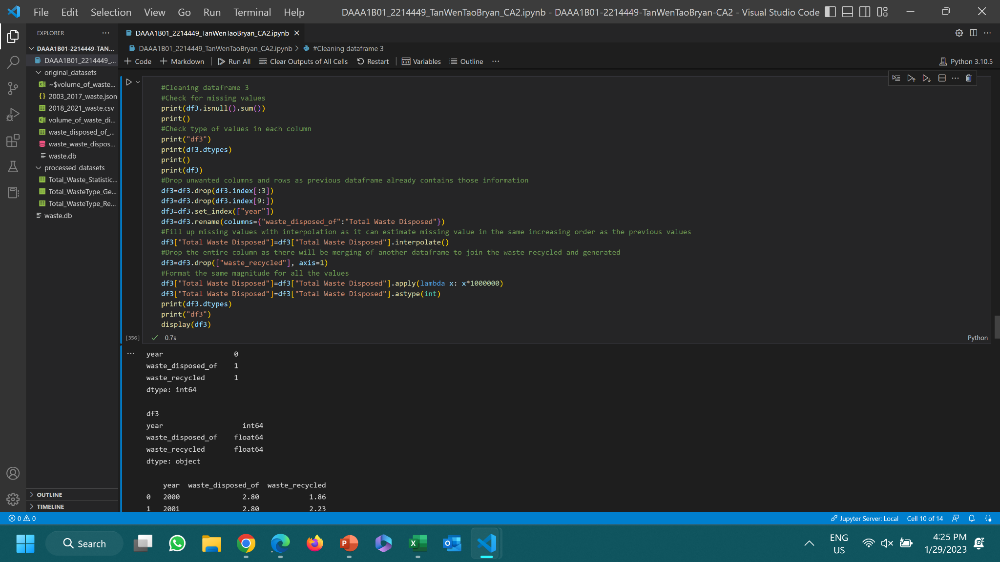 File Edit Selection View Go Run Terminal Help DAAA1B01_2214449_TanWenTaoBryan_CA2.ipynb - DAAA1B01-2214449-TanWenTaoBryan-CA2 - Visual Studio Code
EXPLORER
DAAA1B01_2214449_TanWenTaoBryan_CA2.ipynb
DAAA1B01-2214449-TAN...
DAAA1B01_2214449_TanWenTaoBryan_CA2.ipynb > #Cleaning dataframe 3
DAAA1B01_2214449_...
+ Code + Markdown Run All Clear Outputs of All Cells Restart Variables Outline ... Python 3.10.5
original_datasets
~$volume_of_waste...
2003_2017_waste.json
2018_2021_waste.csv
volume_of_waste_di...
waste_disposed_of_...
waste_waste_dispos...
waste.db
processed_datasets
Total_Waste_Statistic...
Total_WasteType_Ge...
Total_WasteType_Re...
waste.db
OUTLINE
TIMELINE
#Cleaning dataframe 3
#Check for missing values
print(df3.isnull().sum())
print()
#Check type of values in each column
print("df3")
print(df3.dtypes)
print()
print(df3)
#Drop unwanted columns and rows as previous dataframe already contains those information
df3=df3.drop(df3.index[:3])
df3=df3.drop(df3.index[9:])
df3=df3.set_index(["year"])
df3=df3.rename(columns={"waste_disposed_of":"Total Waste Disposed"})
#Fill up missing values with interpolation as it can estimate missing value in the same increasing order as the previous values
df3["Total Waste Disposed"]=df3["Total Waste Disposed"].interpolate()
#Drop the entire column as there will be merging of another dataframe to join the waste recycled and generated
df3=df3.drop(["waste_recycled"], axis=1)
#Format the same magnitude for all the values
df3["Total Waste Disposed"]=df3["Total Waste Disposed"].apply(lambda x: x*1000000)
df3["Total Waste Disposed"]=df3["Total Waste Disposed"].astype(int)
print(df3.dtypes)
print("df3")
display(df3)
[356] 0.7s Python
year 0
waste_disposed_of 1
waste_recycled 1
dtype: int64
df3
year int64
waste_disposed_of float64
waste_recycled float64
dtype: object
year waste_disposed_of waste_recycled
0 2000 2.80 1.86
1 2001 2.80 2.23
0 0 Jupyter Server: Local Cell 10 of 14
Search
ENG
US
4:25 PM
1/29/2023